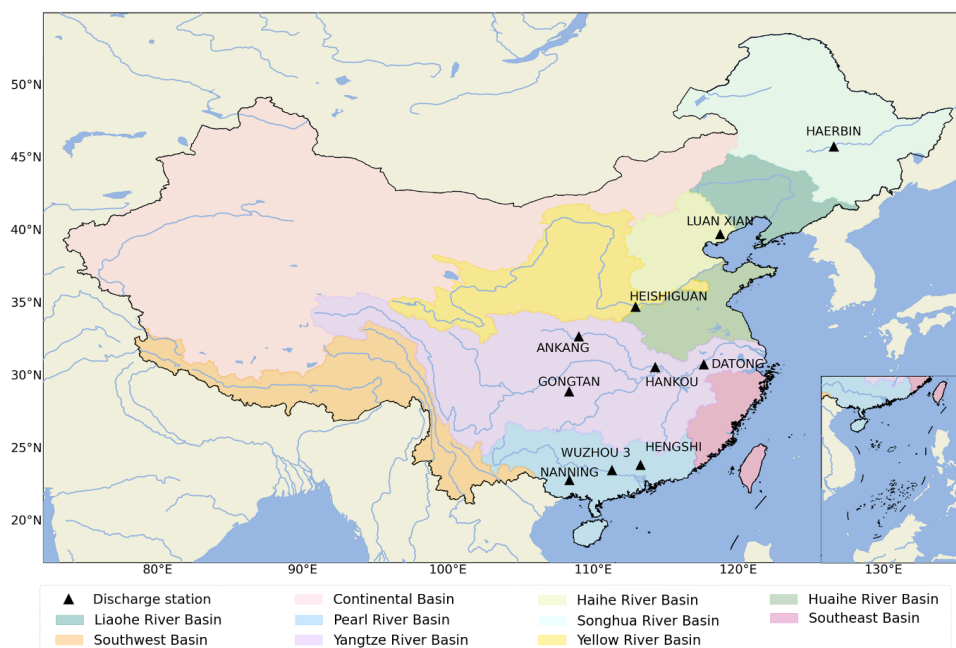 50°N
HAERBIN
45°N
LUAN XIAN
40°N
HEISHIGUAN
35°N
ANKANG
DATONG
30°N
GONGTAN
HANKOU
25°N
HENGSHI
WUZHOU 3
NANNING
20°N
80°E 90°E 100°E 110°E 120°E 130°E
Discharge station Continental Basin Haihe River Basin Huaihe River Basin
Liaohe River Basin Pearl River Basin Songhua River Basin Southeast Basin
Southwest Basin Yangtze River Basin Yellow River Basin